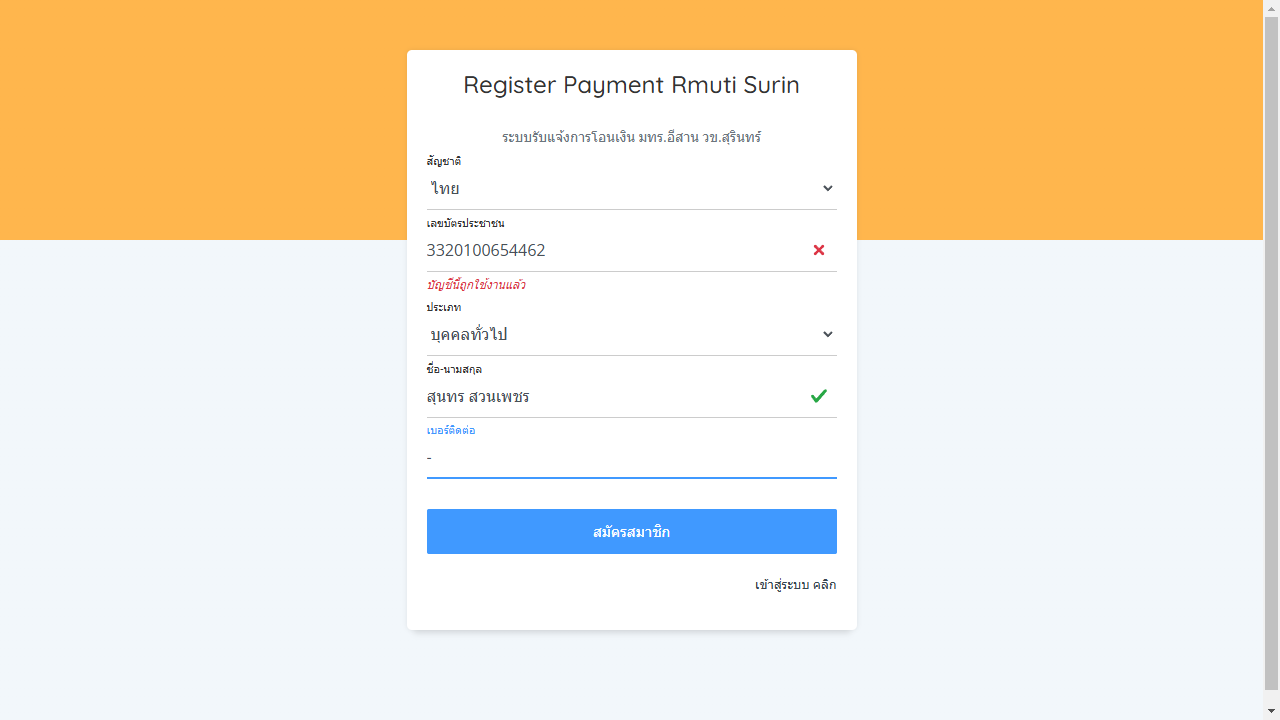 Register Payment Rmuti Surin
ระบบรับแจ้งการโอนเงิน มทร.อีสาน วข.สุรินทร์
สัญชาติ
ไทย
เลขบัตรประชาชน
3320100654462
บัญชีนี้ถูกใช้งานแล้ว
ประเภท
บุคคลทั่วไป
ชื่อ-นามสกุล
สุนทร สวนเพชร
เบอร์ติดต่อ
-
สมัครสมาชิก
เข้าสู่ระบบ คลิก